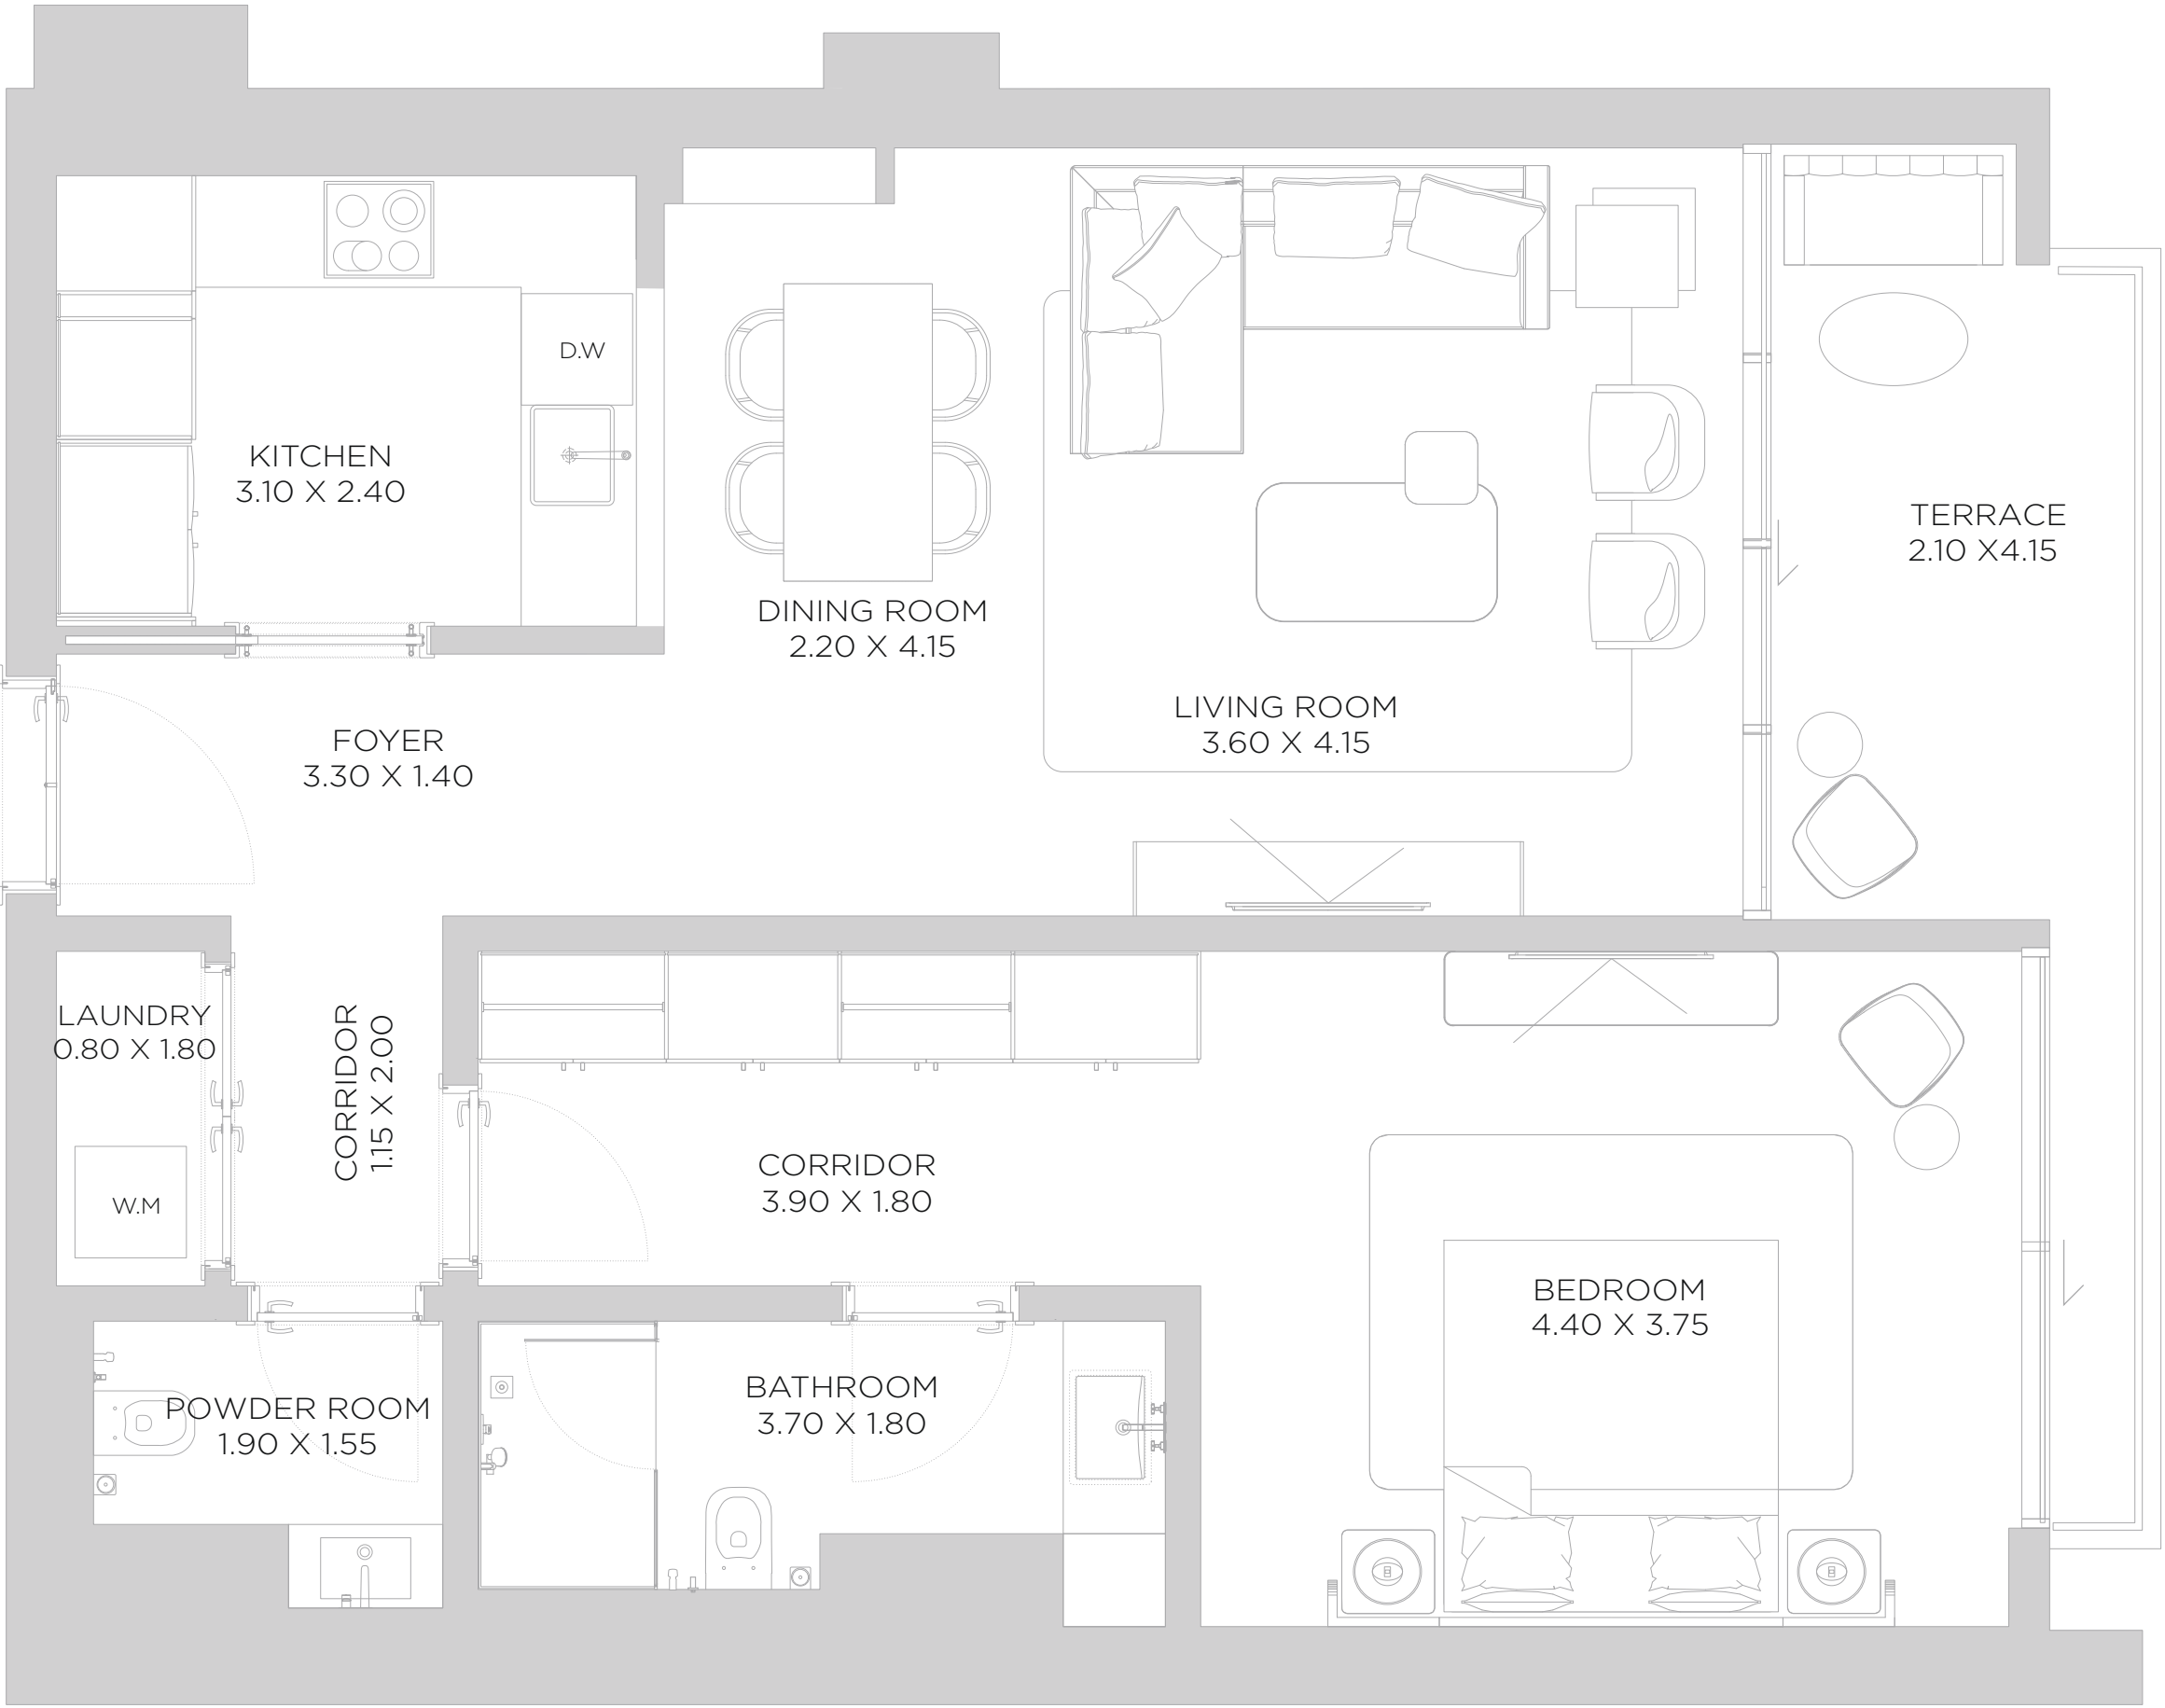 D.W
KITCHEN
3.10 X 2.40
TERRACE
2.10 X4.15
DINING ROOM
2.20 X 4.15
LIVING ROOM
3.60 X 4.15
FOYER
3.30 X 1.40
LAUNDRY
0.80 X 1.80
CORRIDOR
1.15 X 2.00
W.M
CORRIDOR
3.90 X 1.80
BEDROOM
4.40 X 3.75
BATHROOM
3.70 X 1.80
POWDER ROOM
1.90 X 1.55